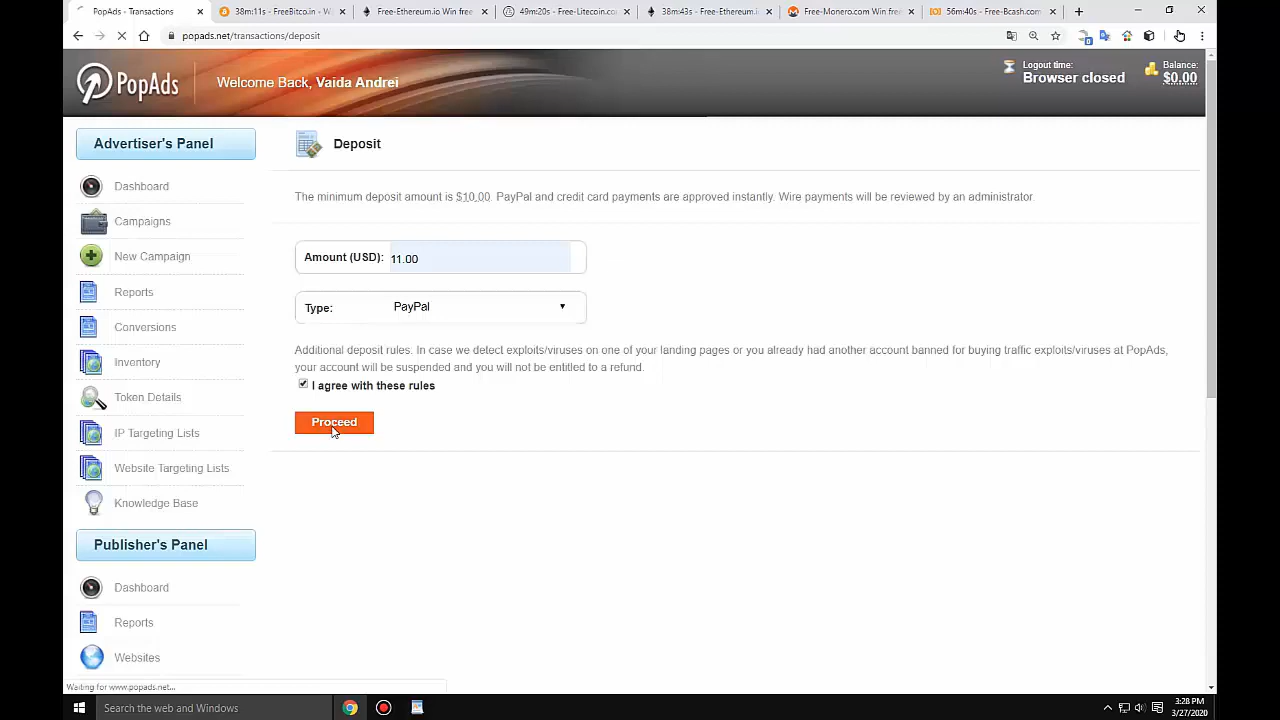 PopAds - Transactions
38m:11s - FreeBitco.in - W
Free-Ethereum.io Win free
49m:20s - Free-Litecoin.com
38m:43s - Free-Ethereum.i
Free-Monero.com Win free
56m:40s - Free-Bcash.com
popads.net/transactions/deposit
PopAds
Welcome Back, Vaida Andrei
Logout time:
Browser closed
Balance:
$0.00
Advertiser's Panel
Dashboard
Campaigns
New Campaign
Reports
Conversions
Inventory
Token Details
IP Targeting Lists
Website Targeting Lists
Knowledge Base
Publisher's Panel
Dashboard
Reports
Websites
Deposit
The minimum deposit amount is $10.00. PayPal and credit card payments are approved instantly. Wire payments will be reviewed by an administrator.
Amount (USD): 11.00
Type: PayPal
Additional deposit rules: In case we detect exploits/viruses on one of your landing pages or you already had another account banned for buying traffic exploits/viruses at PopAds,
your account will be suspended and you will not be entitled to a refund.
I agree with these rules
Proceed
Waiting for www.popads.net...
Search the web and Windows
3:28 PM
3/27/2020